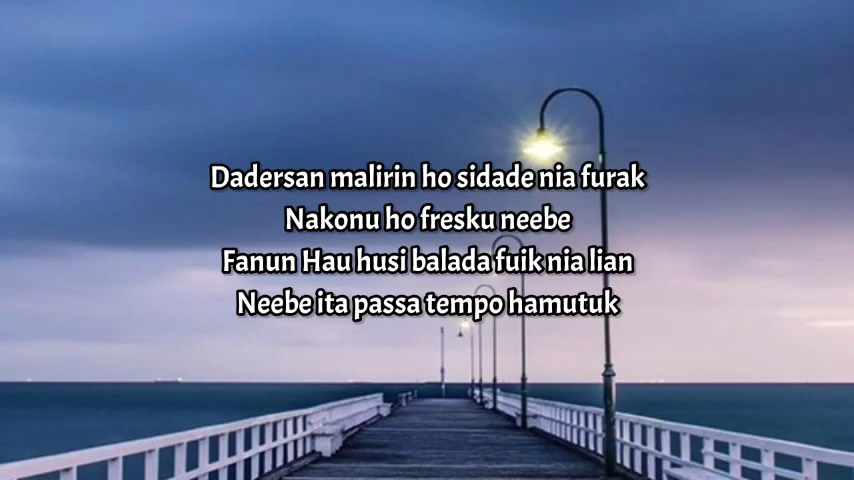 Dadersan malirin ho sidade nia furak
Nakonu ho fresku neebe
Fanun Hau husi balada fuik nia lian
Neebe ita passa tempo hamutuk